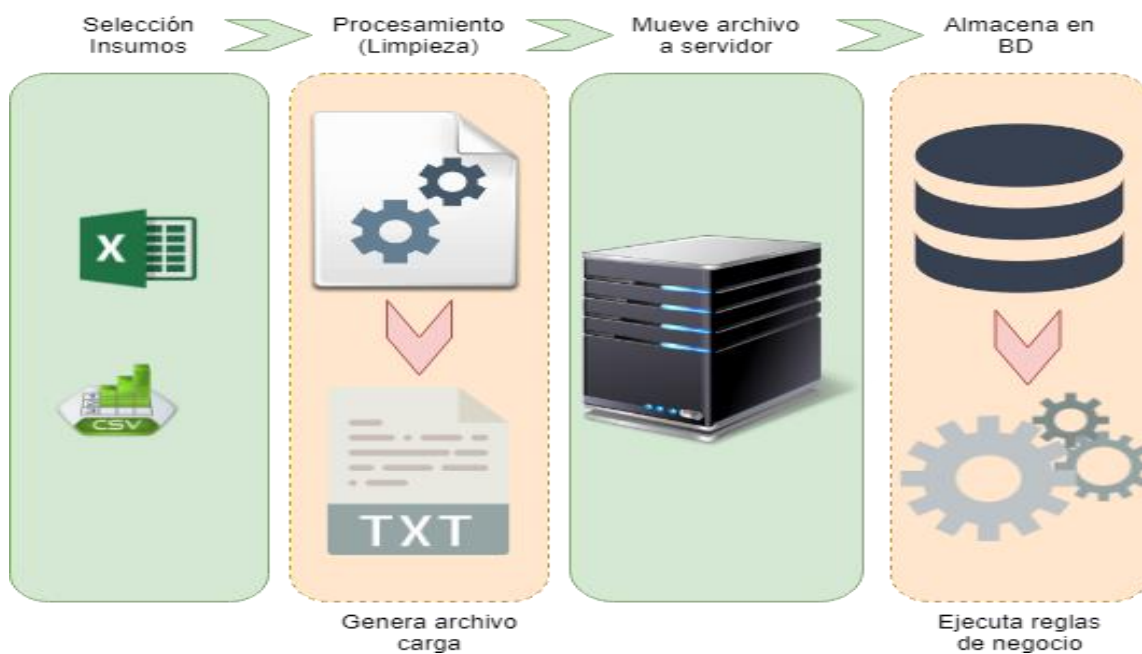 Selección
Insumos
Procesamiento
(Limpieza)
Mueve archivo
a servidor
Almacena en
BD
X
CSV
TXT
Genera archivo
carga
Ejecuta reglas
de negocio